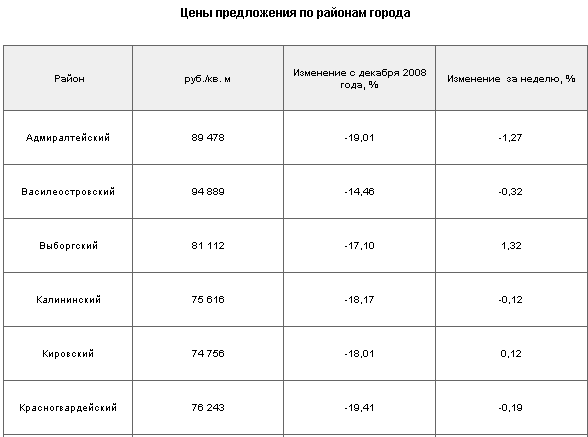 Цены предложения по районам города
Район руб./кв. м Изменение с декабря 2008 года, % Изменение за неделю, %
Адмиралтейский 89 478 -19,01 -1,27
Василеостровский 94 889 -14,46 -0,32
Выборгский 81 112 -17,10 1,32
Калининский 75 616 -18,17 -0,12
Кировский 74 756 -18,01 0,12
Красногвардейский 76 243 -19,41 -0,19